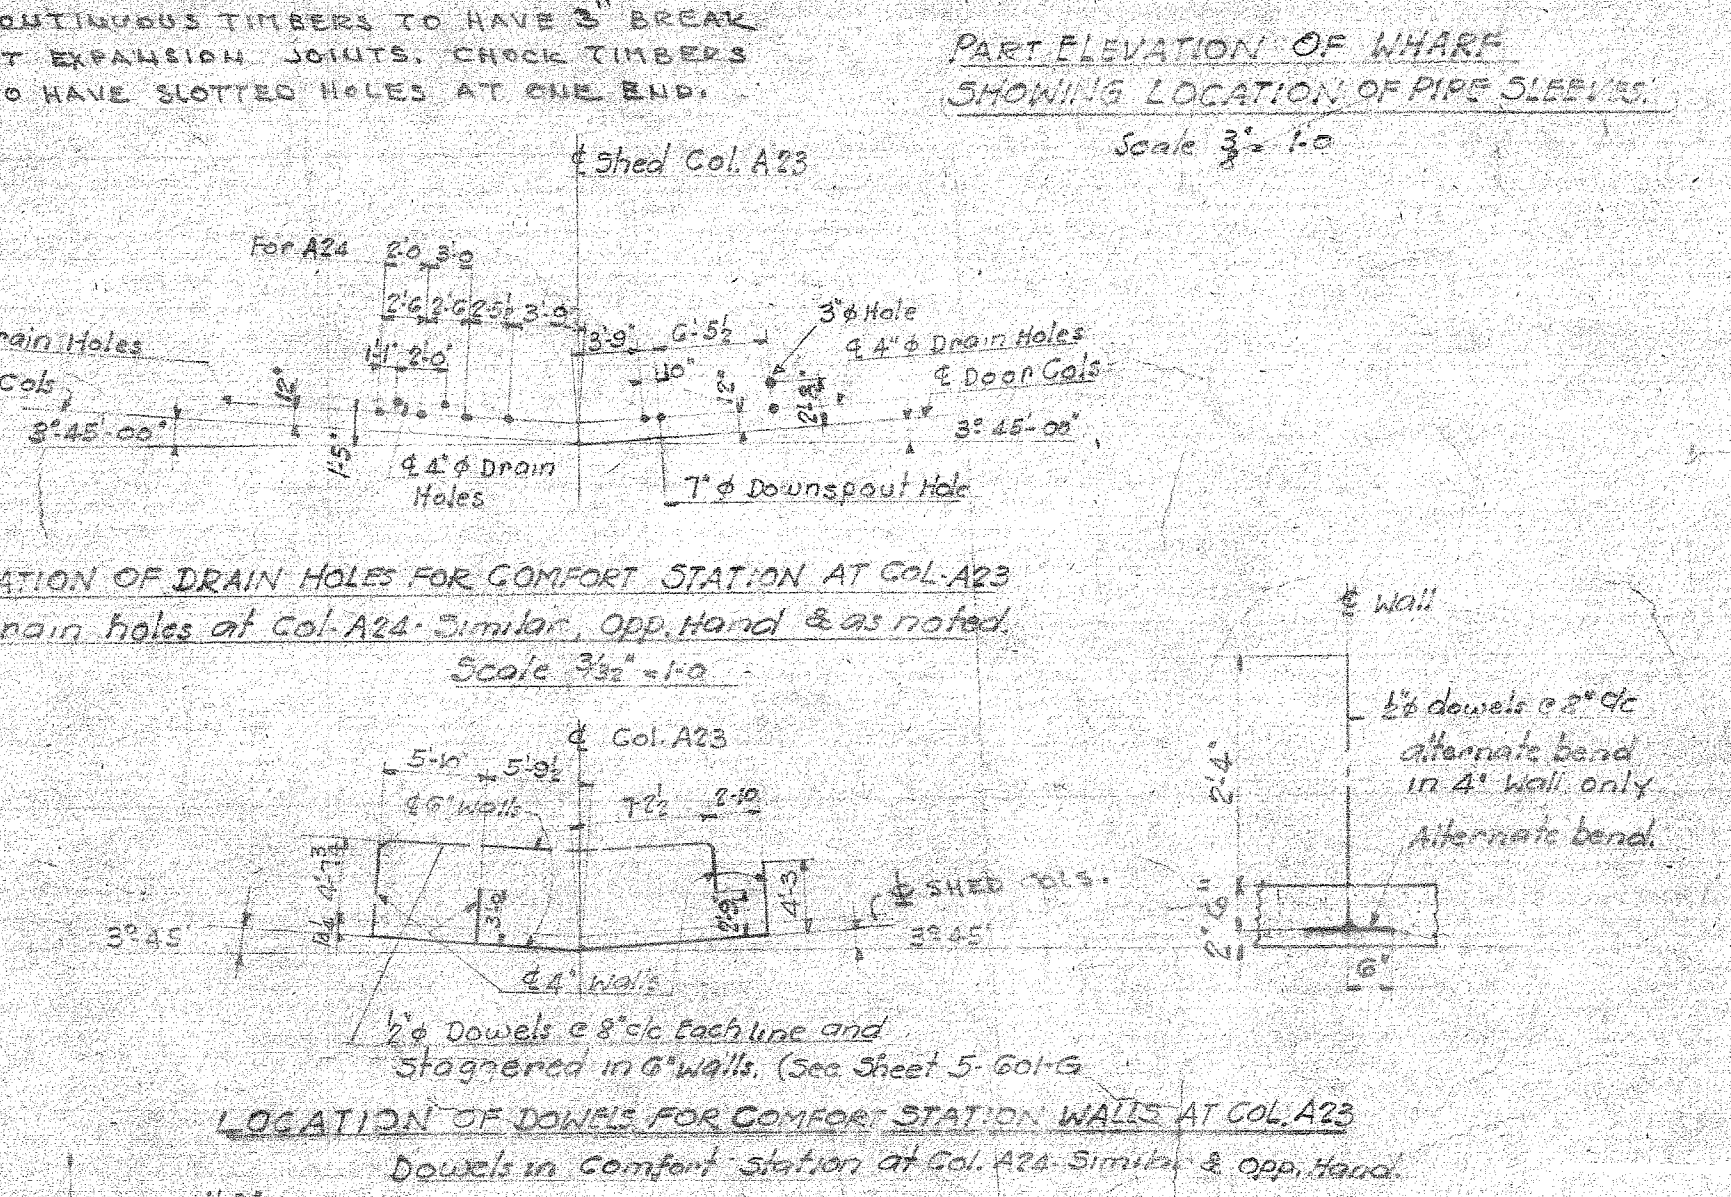 ONTINUOUS TIMBERS TO HAVE 3" BREAK
T EXPANSION JOINTS. CHOCK TIMBERS
O HAVE SLOTTED HOLES AT ONE END.
PART ELEVATION OF WHARF
SHOWING LOCATION OF PIPE SLEEVES.
Scale 3/8" = 1'-0
℄ Shed Col. A23
For A24 2'-0 3'-0
2'-6 2'-6 2'-5½ 3'-0
3'-9" 6'-5½
3"φ Hole
rain Holes
1'-1" 2'-0"
℄ 4"φ Drain Holes
Cols
12"
10"
12"
℄ Door Cols
3°-45'-00"
1'-5"
3°-45'-00"
℄ 4"φ Drain
Holes
7"φ Downspout Hole
ATION OF DRAIN HOLES FOR COMFORT STATION AT COL-A23
rain holes at Col-A24. Similar, Opp. Hand & as noted.
Scale 3/32" = 1'-0
℄ Wall
℄ Col. A23
5'-10" 5'-9½
℄ 6" Walls
7-2½ 2-10
½"φ dowels @ 8" c/c
alternate bend
in 4" Wall only
2'-4"
Alternate bend.
3'-0"
2'-9"
4'-3
℄ SHED COLS.
3°-45'
3°-45'
℄ 4" Walls
6"
2"
6"
½"φ Dowels @ 8" c/c Each line and
Staggered in 6" walls. (See Sheet 5-601-G
LOCATION OF DOWELS FOR COMFORT STATION WALLS AT COL. A23
Dowels in Comfort Station at Col. A24 Similar & Opp. Hand.